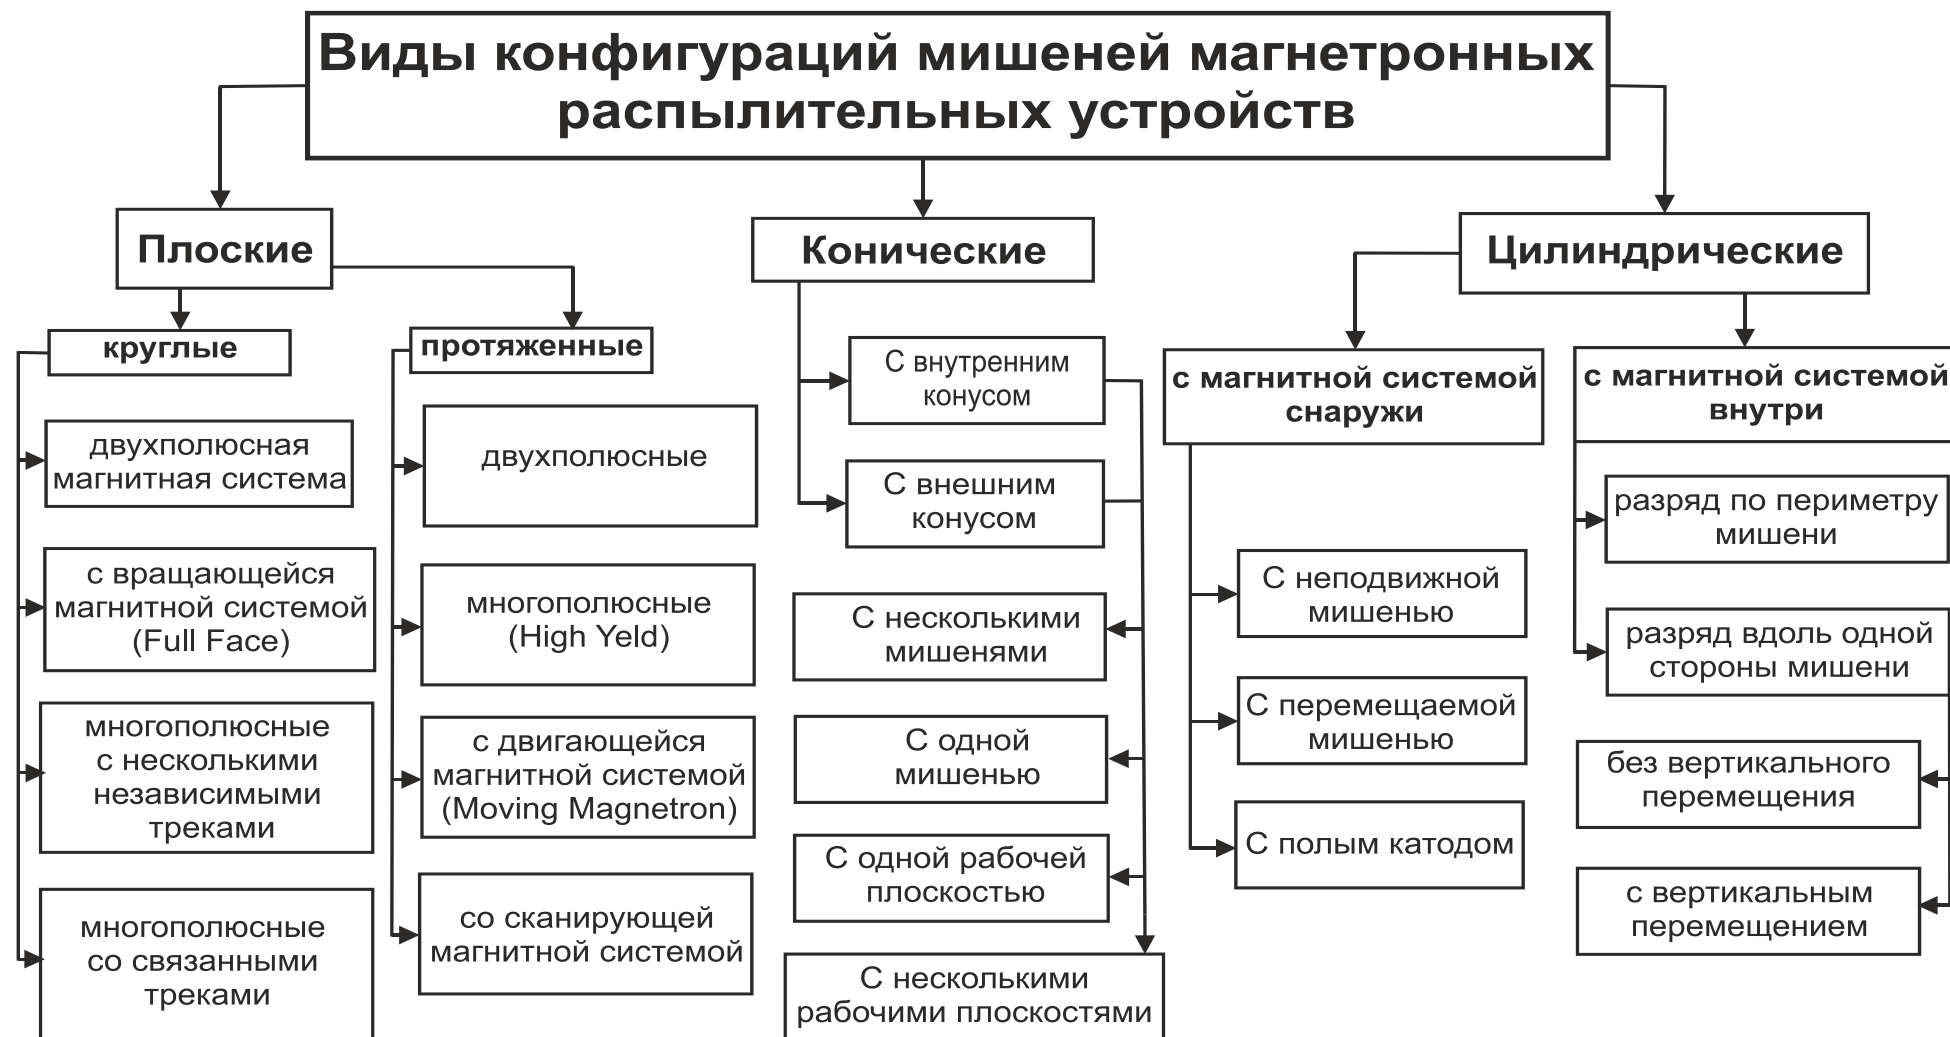 Виды конфигураций мишеней магнетронных
распылительных устройств
Плоские
круглые
двухполюсная
магнитная система
с вращающейся
магнитной системой
(Full Face)
многополюсные
с несколькими
независимыми
треками
многополюсные
со связанными
треками
протяженные
двухполюсные
многополюсные
(High Yeld)
с двигающейся
магнитной системой
(Moving Magnetron)
со сканирующей
магнитной системой
Конические
С внутренним
конусом
С внешним
конусом
С несколькими
мишенями
С одной
мишенью
С одной рабочей
плоскостью
С несколькими
рабочими плоскостями
Цилиндрические
с магнитной системой
снаружи
С неподвижной
мишенью
С перемещаемой
мишенью
С полым катодом
с магнитной системой
внутри
разряд по периметру
мишени
разряд вдоль одной
стороны мишени
без вертикального
перемещения
с вертикальным
перемещением